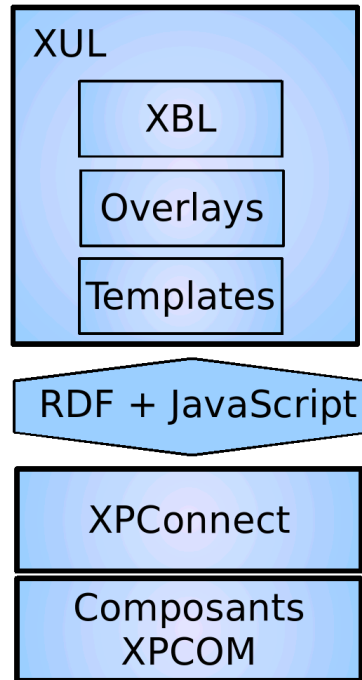 XUL
XBL
Overlays
Templates
RDF + JavaScript
XPConnect
Composants
XPCOM